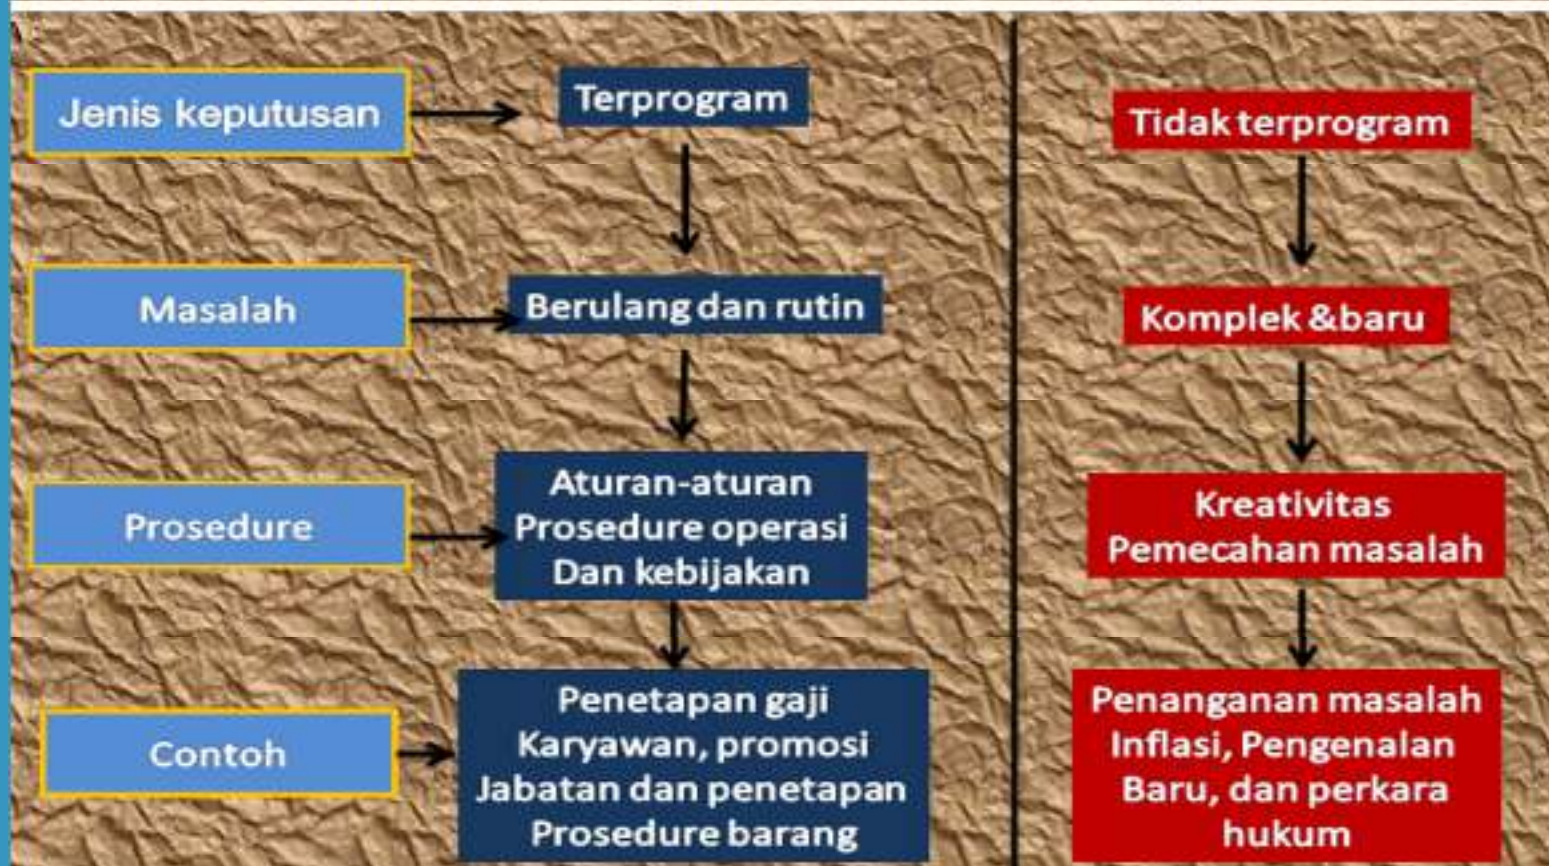 Jenis keputusan
Terprogram
Tidak terprogram
Masalah
Berulang dan rutin
Komplek &baru
Prosedure
Aturan-aturan
Prosedure operasi
Dan kebijakan
Kreativitas
Pemecahan masalah
Contoh
Penetapan gaji
Karyawan, promosi
Jabatan dan penetapan
Prosedure barang
Penanganan masalah
Inflasi, Pengenalan
Baru, dan perkara
hukum